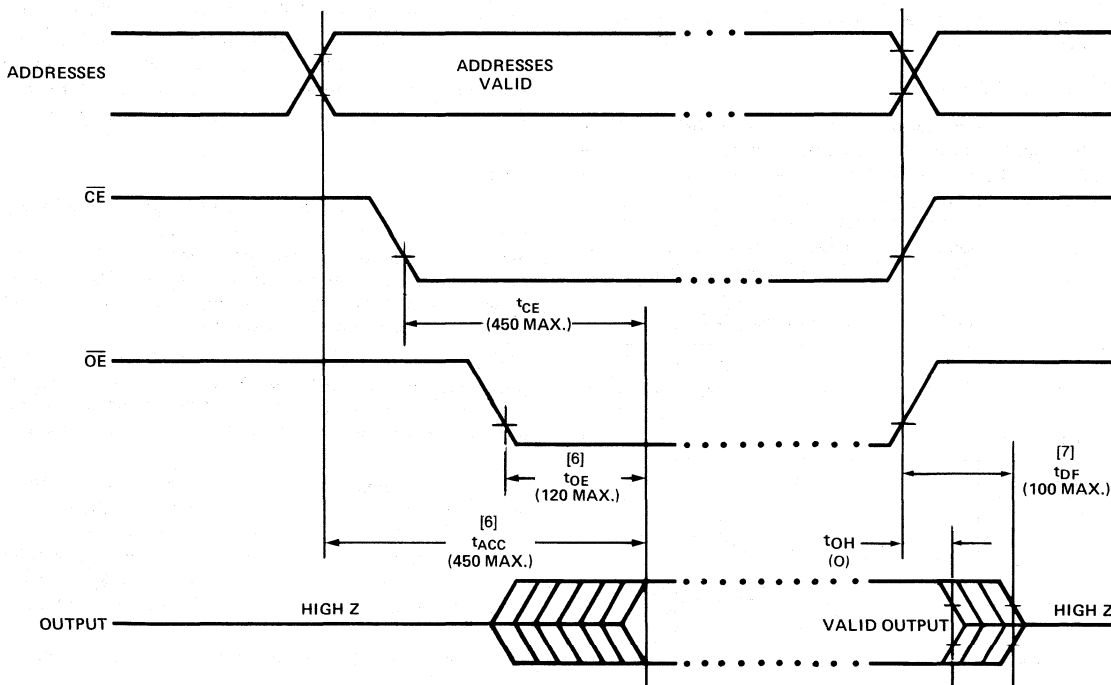 ADDRESSES
ADDRESSES
VALID
CE
tCE
(450 MAX.)
OE
[6]
tOE
(120 MAX.)
[7]
tDF
(100 MAX.)
[6]
tACC
(450 MAX.)
tOH
(O)
OUTPUT
HIGH Z
VALID OUTPUT
HIGH Z